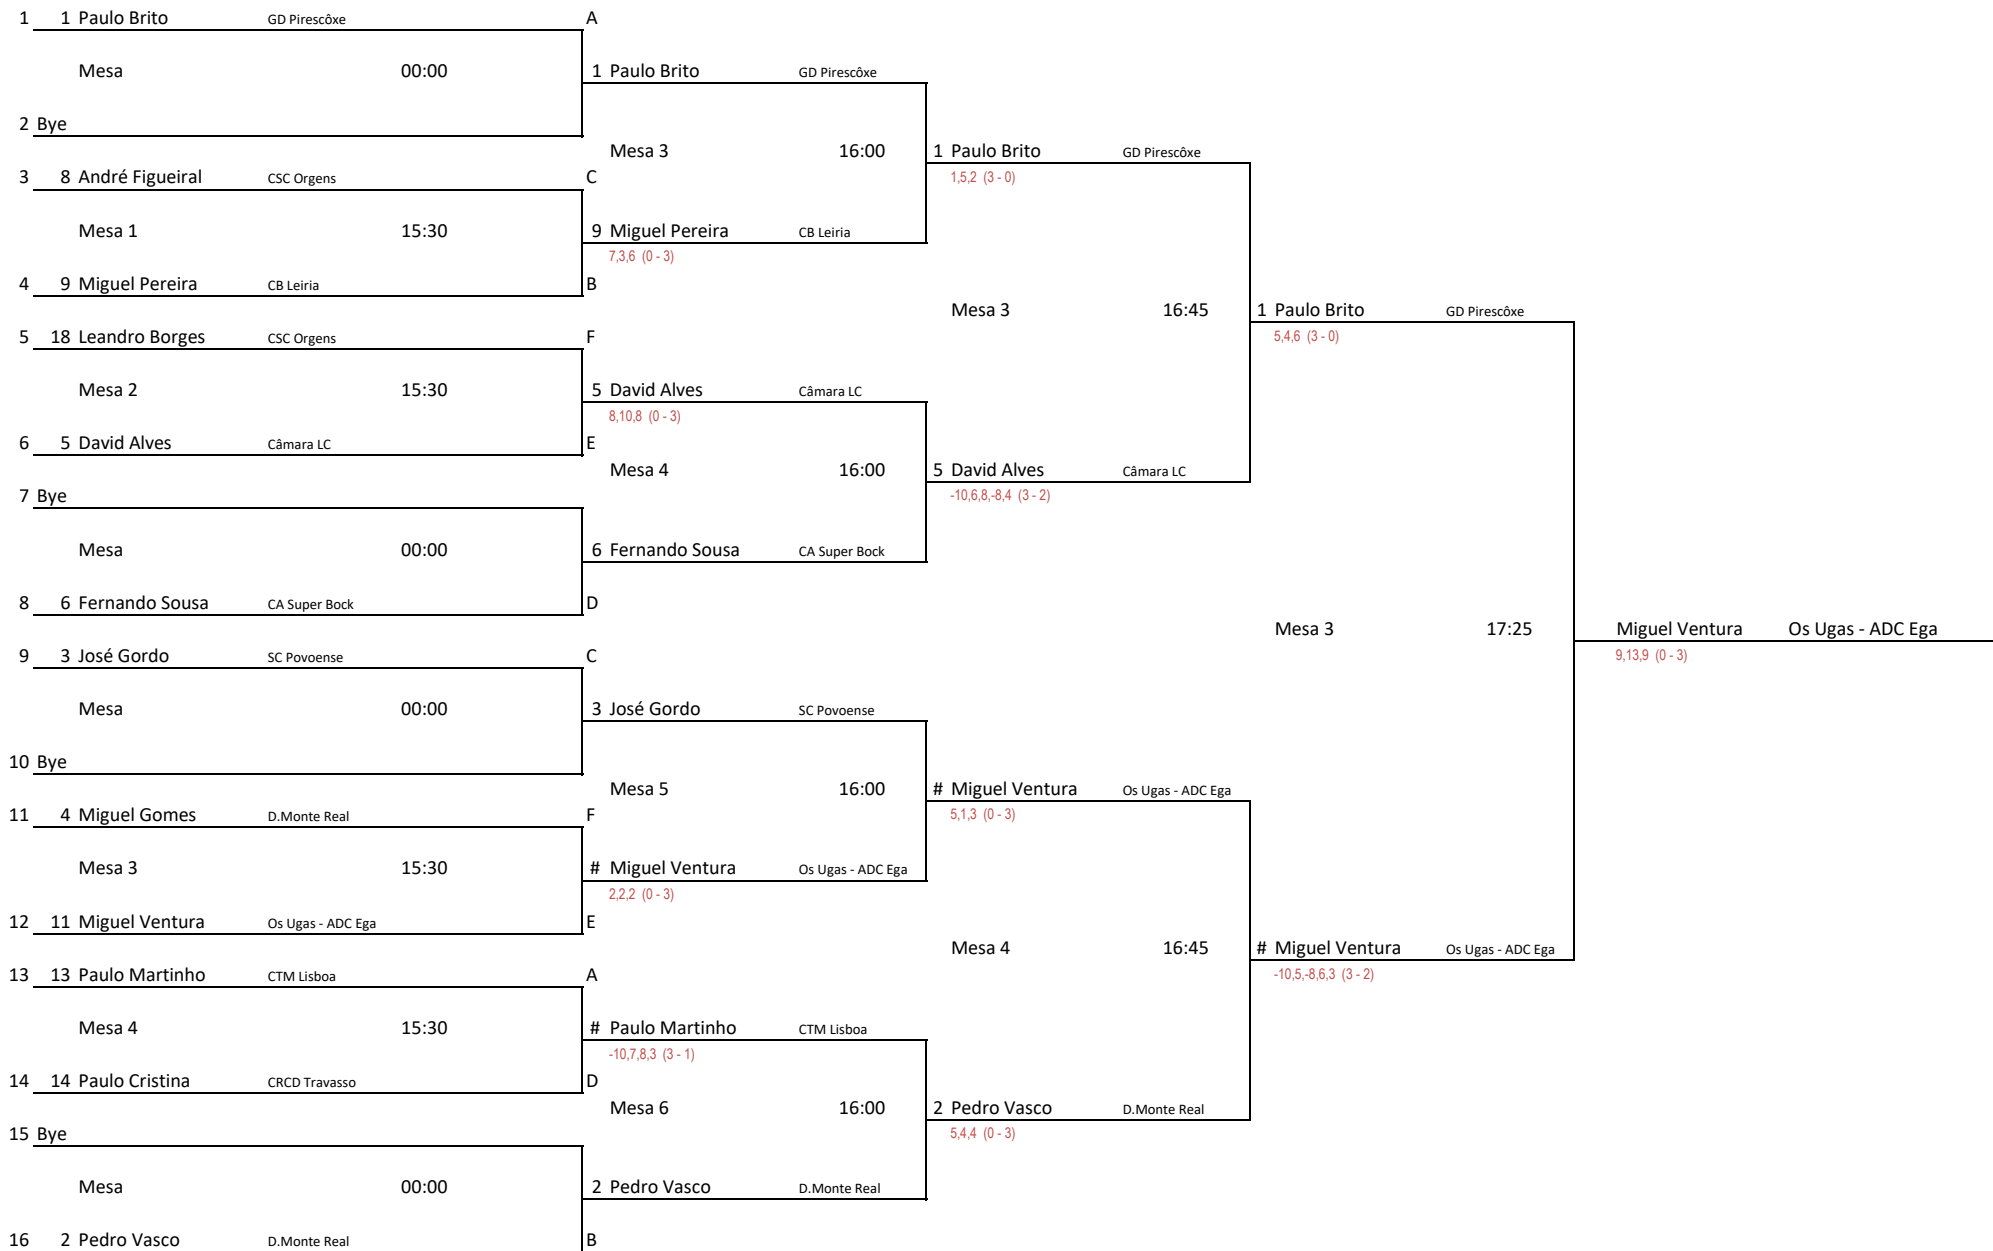 1 1 Paulo Brito GD Pirescôxe A
Mesa 00:00 1 Paulo Brito GD Pirescôxe
2 Bye
Mesa 3 16:00 1 Paulo Brito GD Pirescôxe
3 8 André Figueiral CSC Orgens C 1,5,2 (3 - 0)
Mesa 1 15:30 9 Miguel Pereira CB Leiria
7,3,6 (0 - 3)
4 9 Miguel Pereira CB Leiria B
Mesa 3 16:45 1 Paulo Brito GD Pirescôxe
5 18 Leandro Borges CSC Orgens F 5,4,6 (3 - 0)
Mesa 2 15:30 5 David Alves Câmara LC
8,10,8 (0 - 3)
6 5 David Alves Câmara LC E
Mesa 4 16:00 5 David Alves Câmara LC
7 Bye -10,6,8,-8,4 (3 - 2)
Mesa 00:00 6 Fernando Sousa CA Super Bock
8 6 Fernando Sousa CA Super Bock D
Mesa 3 17:25 Miguel Ventura Os Ugas - ADC Ega
9 3 José Gordo SC Povoense C 9,13,9 (0 - 3)
Mesa 00:00 3 José Gordo SC Povoense
10 Bye
Mesa 5 16:00 # Miguel Ventura Os Ugas - ADC Ega
11 4 Miguel Gomes D.Monte Real F 5,1,3 (0 - 3)
Mesa 3 15:30 # Miguel Ventura Os Ugas - ADC Ega
2,2,2 (0 - 3)
12 11 Miguel Ventura Os Ugas - ADC Ega E
Mesa 4 16:45 # Miguel Ventura Os Ugas - ADC Ega
13 13 Paulo Martinho CTM Lisboa A -10,5,-8,6,3 (3 - 2)
Mesa 4 15:30 # Paulo Martinho CTM Lisboa
-10,7,8,3 (3 - 1)
14 14 Paulo Cristina CRCD Travasso D
Mesa 6 16:00 2 Pedro Vasco D.Monte Real
15 Bye 5,4,4 (0 - 3)
Mesa 00:00 2 Pedro Vasco D.Monte Real
16 2 Pedro Vasco D.Monte Real B